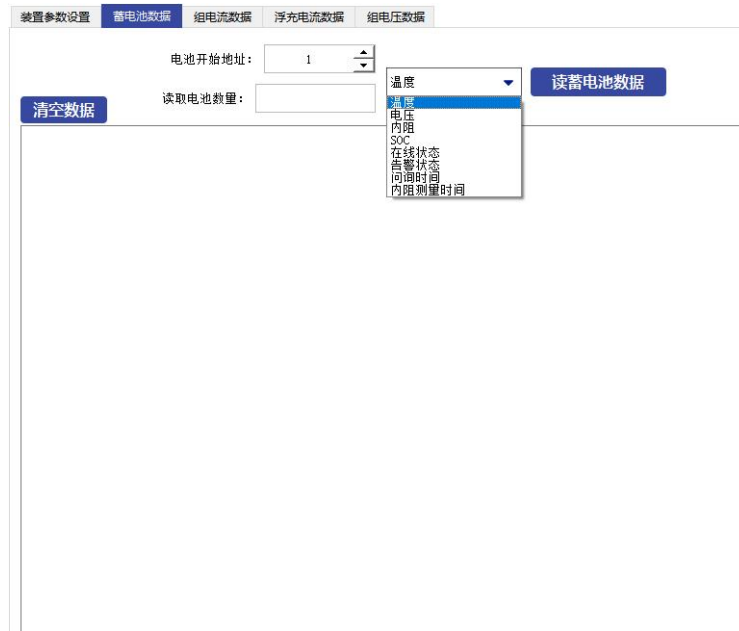 装置参数设置 蓄电池数据 组电流数据 浮充电流数据 组电压数据
电池开始地址： 1
温度 读蓄电池数据
读取电池数量：
清空数据
温度
电压
内阻
SOC
在线状态
告警状态
问询时间
内阻测量时间